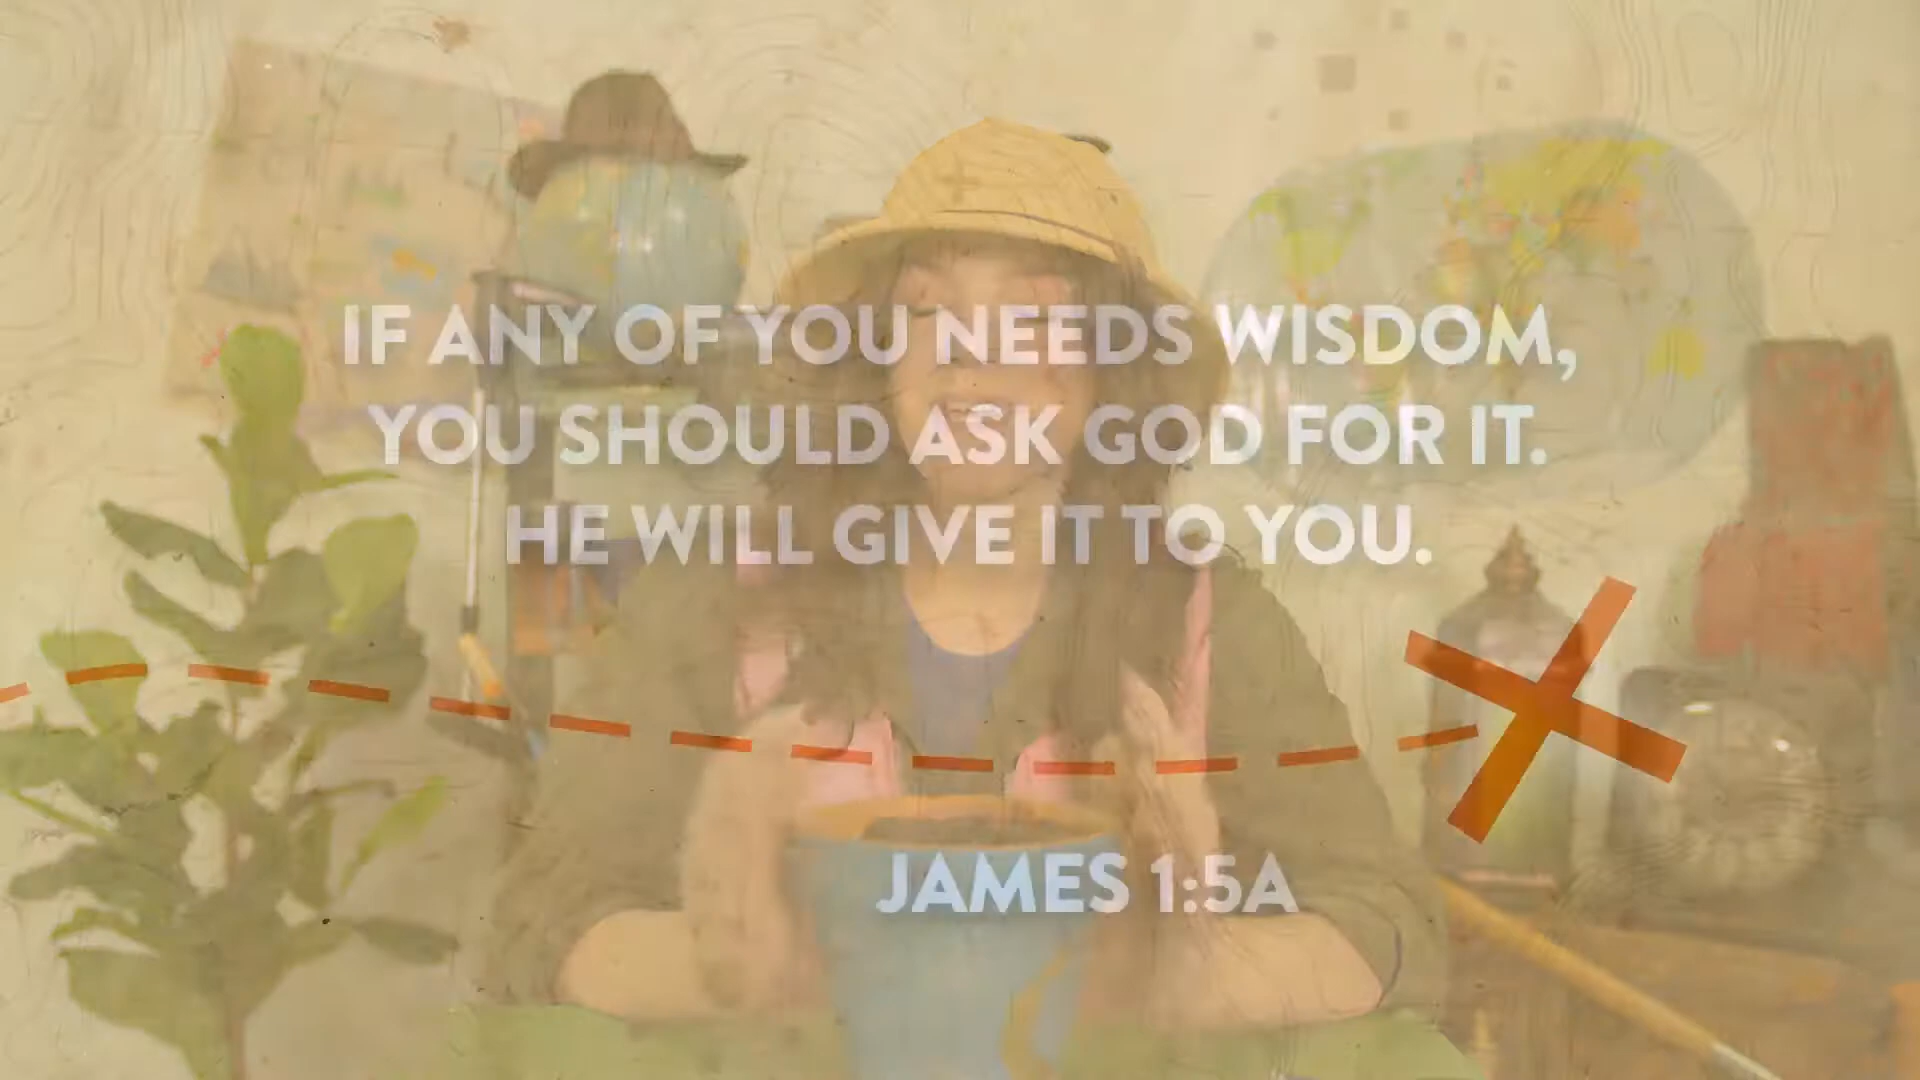 IF ANY OF YOU NEEDS WISDOM,
YOU SHOULD ASK GOD FOR IT.
HE WILL GIVE IT TO YOU.
JAMES 1:5A